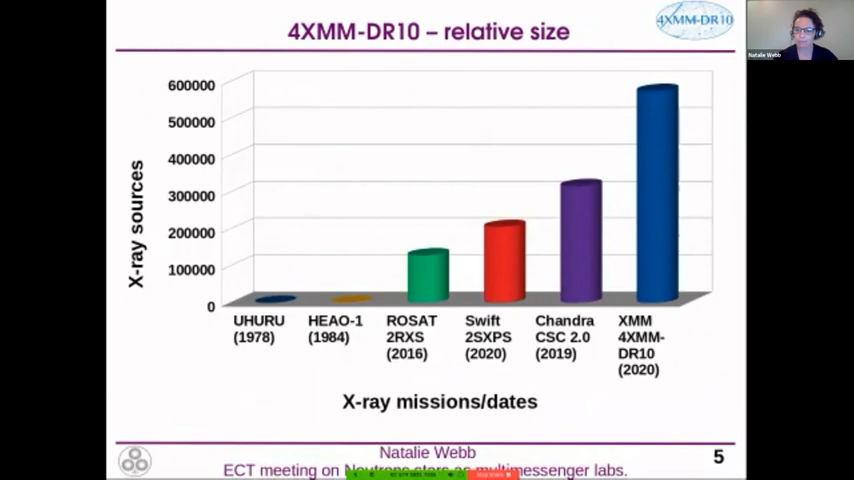 4XMM-DR10 – relative size
4XMM-DR10
Natalie Webb
600000
500000
400000
300000
200000
100000
0
X-ray sources
UHURU
(1978)
HEAO-1
(1984)
ROSAT
2RXS
(2016)
Swift
2SXPS
(2020)
Chandra
CSC 2.0
(2019)
XMM
4XMM-
DR10
(2020)
X-ray missions/dates
Natalie Webb
5
ECT meeting on Neutrons stars as multimessenger labs.